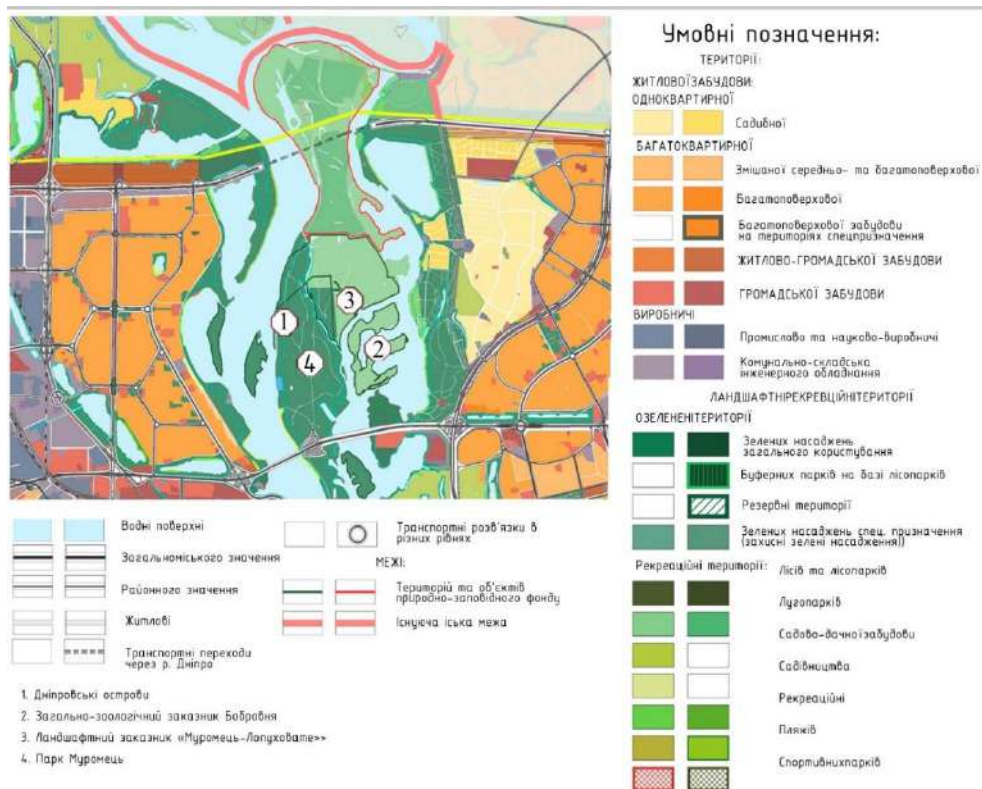 Умовні позначення:
ТЕРИТОРІЇ:
ЖИТЛОВОЇЗАБУДОВИ:
ОДНОКВАРТИРНОЇ
Садибної
БАГАТОКВАРТИРНОЇ
Змішаної середньо- та багатоповерхової
Багатоповерхової
Багатоповерхової забудови
на територіях спецпризначення
ЖИТЛОВО-ГРОМАДСЬКОЇ ЗАБУДОВИ
ГРОМАДСЬКОЇ ЗАБУДОВИ
ВИРОБНИЧІ
Промислово та науково-виробничі
Комунально-складська
інженерного обладнання
ЛАНДШАФТНІРЕКРЕВЦІЙНІТЕРИТОРІЇ
ОЗЕЛЕНЕНІТЕРИТОРІЇ
Зелених насаджень
загального користування
Буферних парків на базі лісопарків
Резервні території
Зелених насаджень спец. призначення
(захисні зелені насадження))
Рекреаційні території:
Лісів та лісопарків
Лугопарків
Садово-дачноїзабудови
Садівництва
Рекреаційні
Пляжів
Спортивнихпарків
1
2
3
4
Водні поверхні
Загальноміського значення
Районного значення
Житлові
Транспортні переходи
через р. Дніпро
Транспортні розв'язки в
різних рівнях
МЕЖІ:
Територій та об'єктів
природно-заповідного фонду
Існуюча іська межа
1. Дніпровські острови
2. Загально-зоологічний заказник Бобровня
3. Ландшафтний заказник «Муромець-Лопуховате»»
4. Парк Муромець